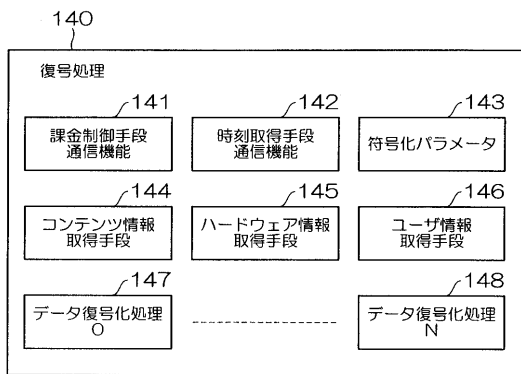 140
復号処理
141 142 143
課金制御手段
通信機能
時刻取得手段
通信機能
符号化パラメータ
144 145 146
コンテンツ情報
取得手段
ハードウェア情報
取得手段
ユーザ情報
取得手段
147 148
データ復号化処理
0
データ復号化処理
N